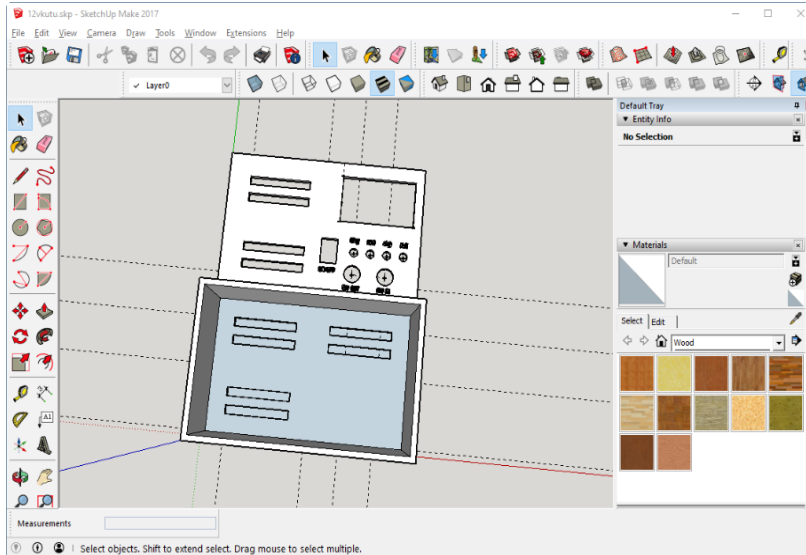 12vkutu.skp - SketchUp Make 2017
File Edit View Camera Draw Tools Window Extensions Help
Layer0
Default Tray
Entity Info
No Selection
Materials
Default
Select Edit
Wood
A1
Measurements
Select objects. Shift to extend select. Drag mouse to select multiple.